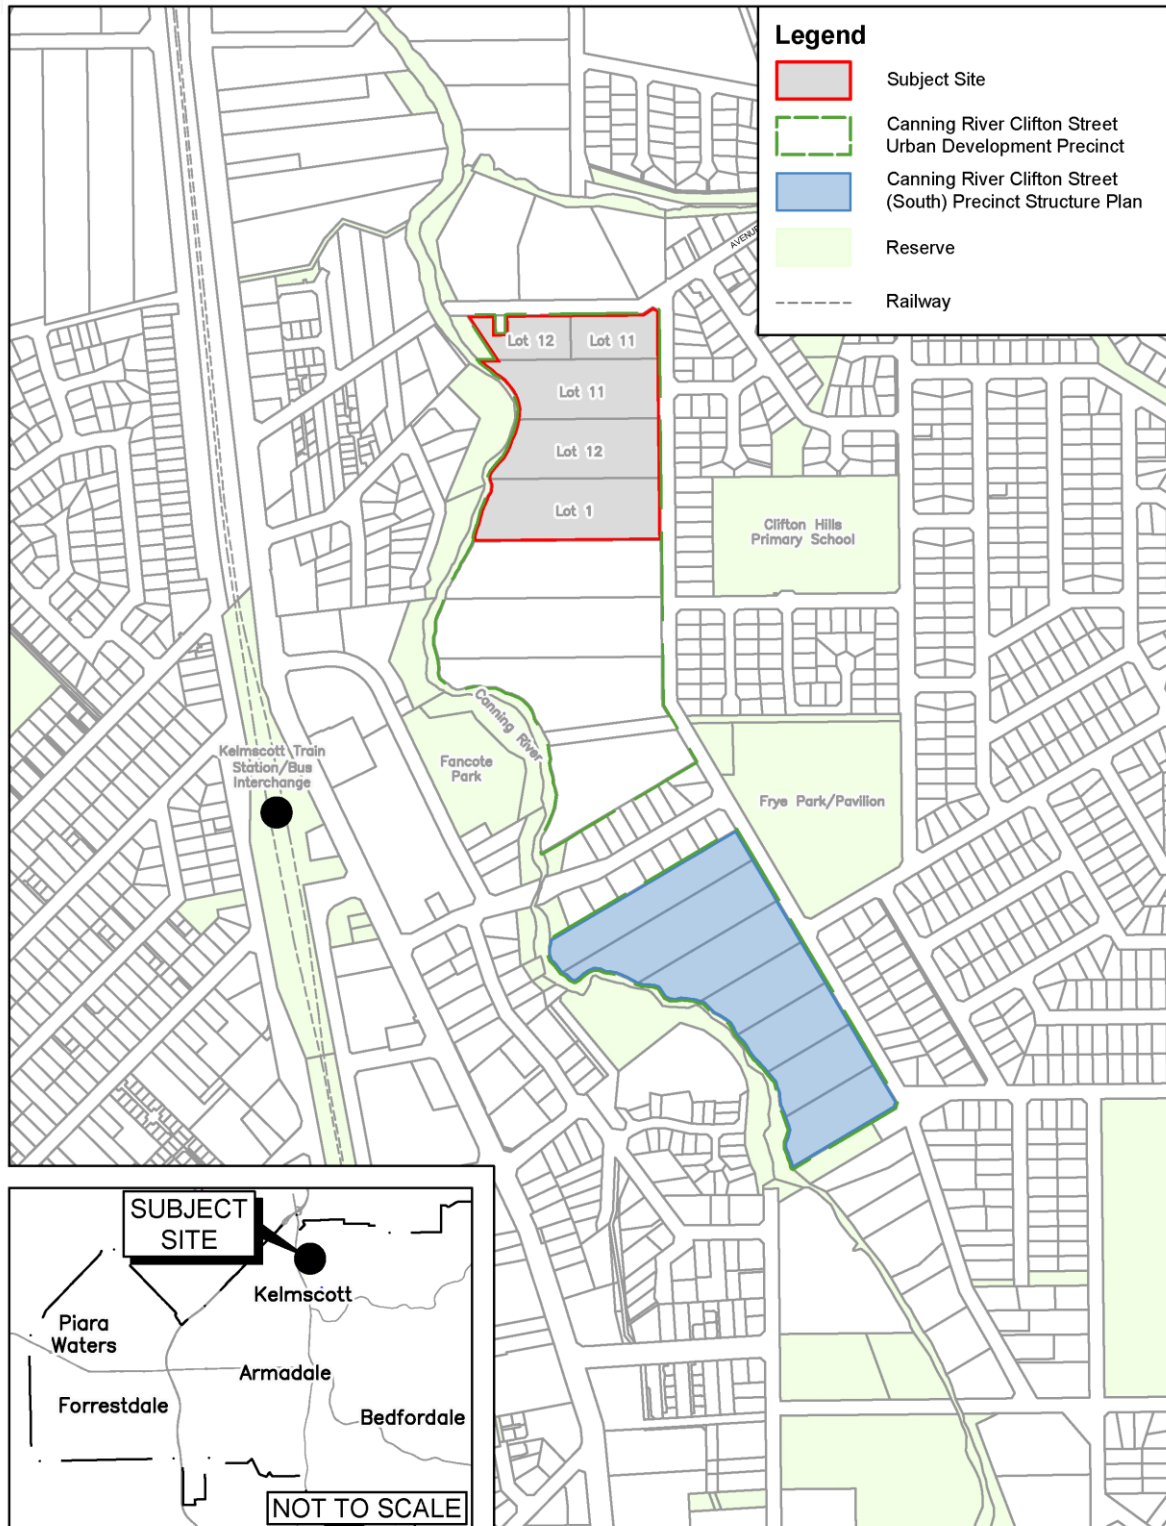 Legend
Subject Site
Canning River Clifton Street
Urban Development Precinct
Canning River Clifton Street
(South) Precinct Structure Plan
Reserve
Railway
AVENUE
Lot 12
Lot 11
Lot 11
Lot 12
Lot 1
Clifton Hills
Primary School
Canning River
Kelmscott Train
Station/Bus
Interchange
Fancote
Park
Frye Park/Pavilion
SUBJECT
SITE
Kelmscott
Piara
Waters
Armadale
Forrestdale
Bedfordale
NOT TO SCALE